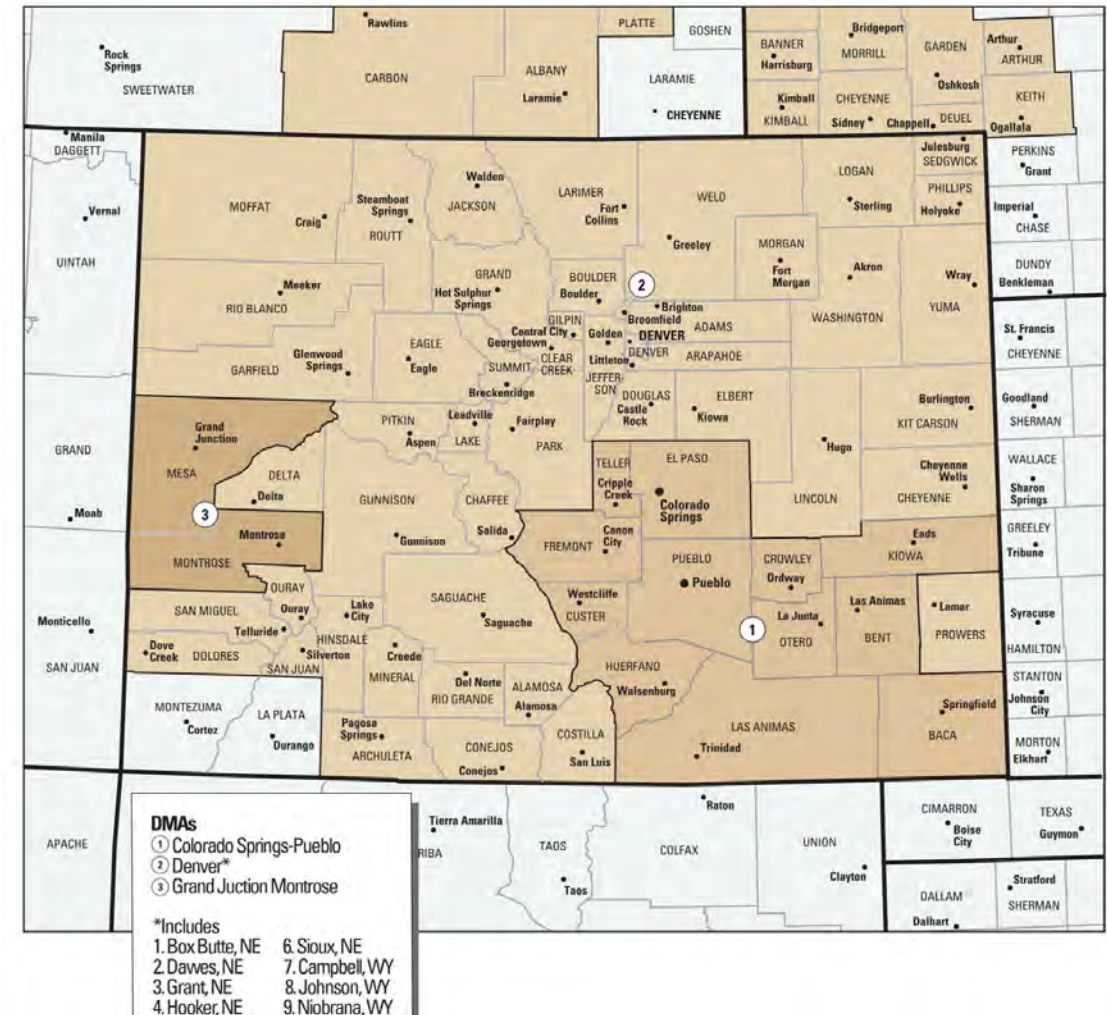 Rawlins
PLATTE
GOSHEN
Bridgeport
BANNER
Harrisburg
MORRILL
GARDEN
Arthur
ARTHUR
Rock
Springs
SWEETWATER
CARBON
ALBANY
Laramie
LARAMIE
CHEYENNE
Oshkosh
KEITH
Kimball
KIMBALL
CHEYENNE
Sidney
Chappell
DEUEL
Ogallala
Manila
DAGGETT
Julesburg
SEDGWICK
PERKINS
Grant
Vernal
MOFFAT
Craig
Steamboat
Springs
ROUTT
Walden
JACKSON
LARIMER
Fort
Collins
WELD
LOGAN
Sterling
PHILLIPS
Holyoke
Imperial
CHASE
UINTAH
Meeker
RIO BLANCO
GRAND
Hot Sulphur
Springs
BOULDER
Boulder
2
Greeley
MORGAN
Fort
Morgan
Akron
Wray
DUNDY
Benkleman
YUMA
WASHINGTON
Brighton
Broomfield
ADAMS
GILPIN
Central City
Georgetown
Golden
DENVER
DENVER
Littleton
ARAPAHOE
St. Francis
CHEYENNE
Glenwood
Springs
GARFIELD
EAGLE
Eagle
SUMMIT
CLEAR
CREEK
JEFFER-
SON
Breckenridge
DOUGLAS
Castle
Rock
ELBERT
Kiowa
Burlington
KIT CARSON
Goodland
SHERMAN
Grand
Junction
MESA
PITKIN
Aspen
Leadville
LAKE
Fairplay
PARK
Hugo
GRAND
Moab
DELTA
Delta
GUNNISON
Gunnison
CHAFFEE
Salida
TELLER
Cripple
Creek
EL PASO
Colorado
Springs
LINCOLN
Cheyenne
Wells
CHEYENNE
WALLACE
Sharon
Springs
3
Montrose
MONTROSE
FREMONT
Canon
City
PUEBLO
Pueblo
CROWLEY
Ordway
Eads
KIOWA
GREELEY
Tribune
OURAY
Ouray
SAN MIGUEL
Telluride
Lake
City
SAGUACHE
Saguache
Westcliffe
CUSTER
1
La Junta
OTERO
Las Animas
BENT
Lamar
PROWERS
Syracuse
HAMILTON
Monticello
SAN JUAN
Dove
Creek
DOLORES
HINSDALE
Silverton
SAN JUAN
Creede
MINERAL
Del Norte
RIO GRANDE
ALAMOSA
Alamosa
HUERFANO
Walsenburg
STANTON
Johnson
City
MONTEZUMA
Cortez
LA PLATA
Durango
Pagosa
Springs
ARCHULETA
CONEJOS
Conejos
COSTILLA
San Luis
LAS ANIMAS
Trinidad
Springfield
BACA
MORTON
Elkhart
APACHE
Tierra Amarilla
RIBA
TAOS
Taos
Raton
COLFAX
UNION
Clayton
CIMARRON
Boise
City
TEXAS
Guymon
DALLAM
Dalhart
Stratford
SHERMAN
DMAs
1 Colorado Springs-Pueblo
2 Denver*
3 Grand Juction Montrose
*Includes
1. Box Butte, NE 6. Sioux, NE
2. Dawes, NE 7. Campbell, WY
3. Grant, NE 8. Johnson, WY
4. Hooker, NE 9. Niobrana, WY